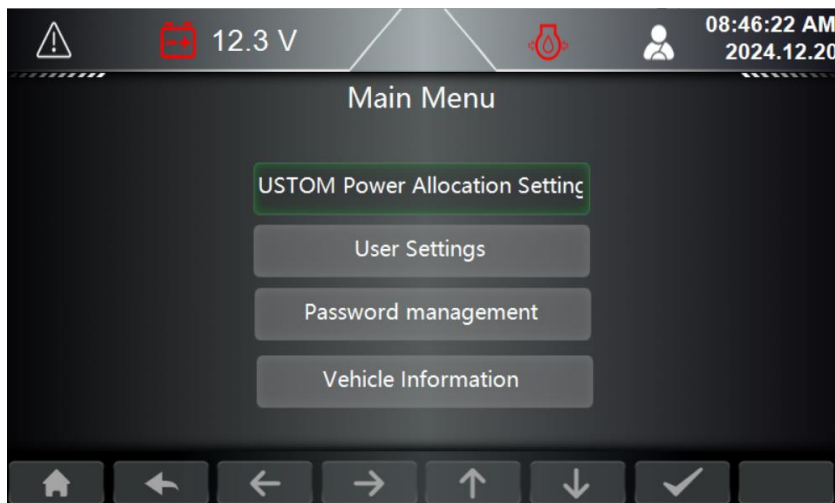 12.3 V
08:46:22 AM
2024.12.20
Main Menu
USTOM Power Allocation Setting
User Settings
Password management
Vehicle Information